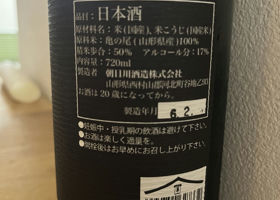 品目：日本酒
原材料名：米(国産)、米こうじ(国産米)
原料米：亀の尾(山形県産)100%
精米歩合：50%　アルコール分：17%
内容量：720ml
製造者　朝日川酒造株式会社
山形県西村山郡河北町谷地乙93
お酒は20歳になってから。
製造年月 6.2.
●妊娠中・授乳期の飲酒は避けて下さい。
●お酒は楽しく適量を。
●開栓後はお早めにお召し上がり下さい。